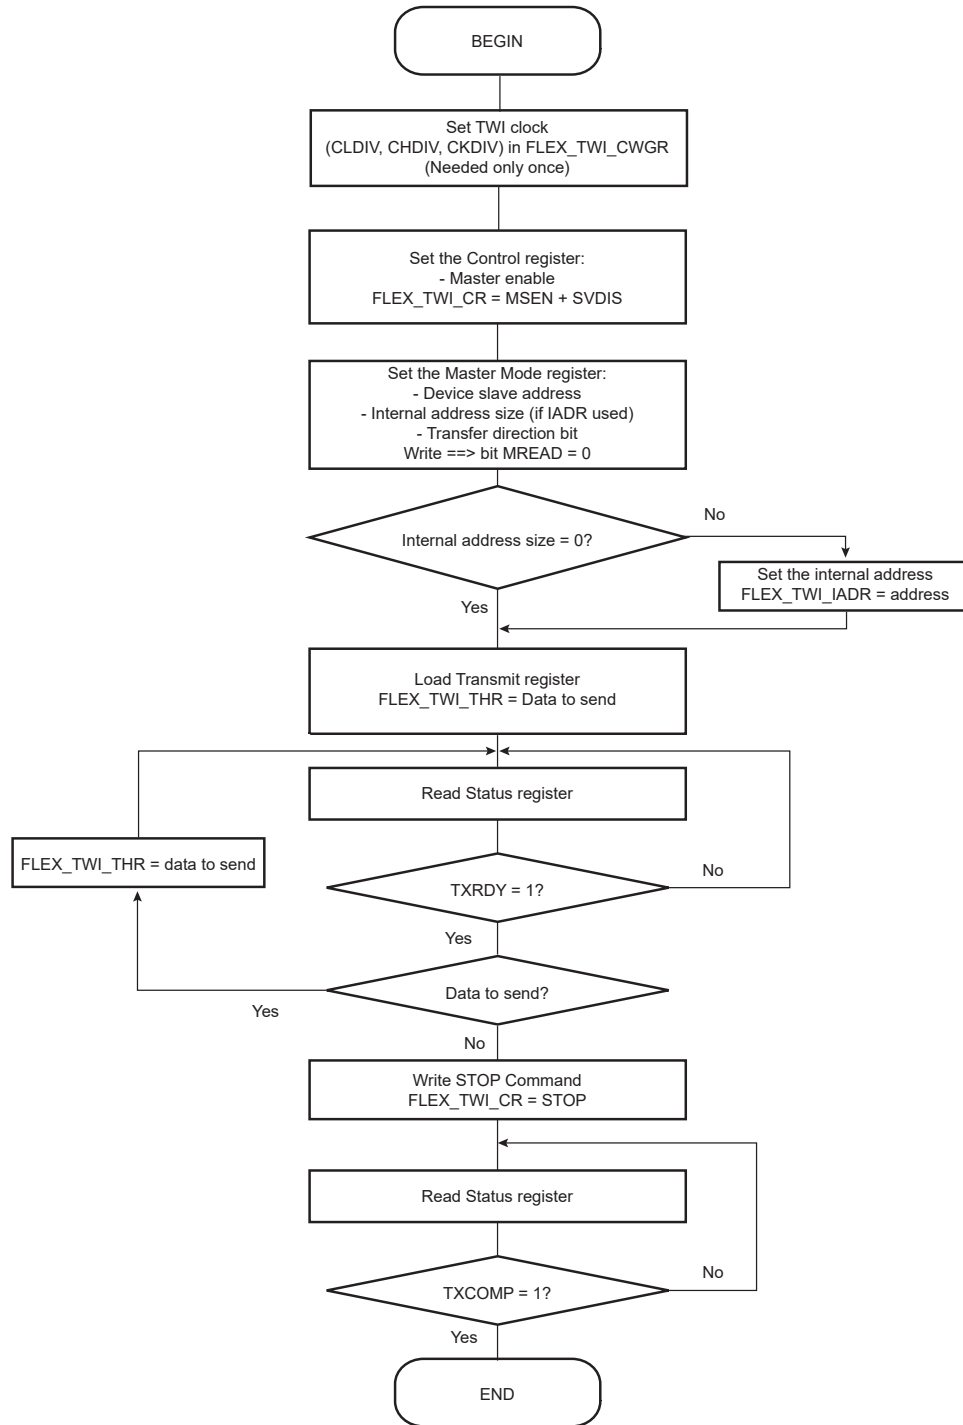 BEGIN
Set TWI clock
(CLDIV, CHDIV, CKDIV) in FLEX_TWI_CWGR
(Needed only once)
Set the Control register:
- Master enable
FLEX_TWI_CR = MSEN + SVDIS
Set the Master Mode register:
- Device slave address
- Internal address size (if IADR used)
- Transfer direction bit
Write ==> bit MREAD = 0
No
Internal address size = 0?
Set the internal address
FLEX_TWI_IADR = address
Yes
Load Transmit register
FLEX_TWI_THR = Data to send
Read Status register
FLEX_TWI_THR = data to send
No
TXRDY = 1?
Yes
Data to send?
Yes
No
Write STOP Command
FLEX_TWI_CR = STOP
Read Status register
No
TXCOMP = 1?
Yes
END